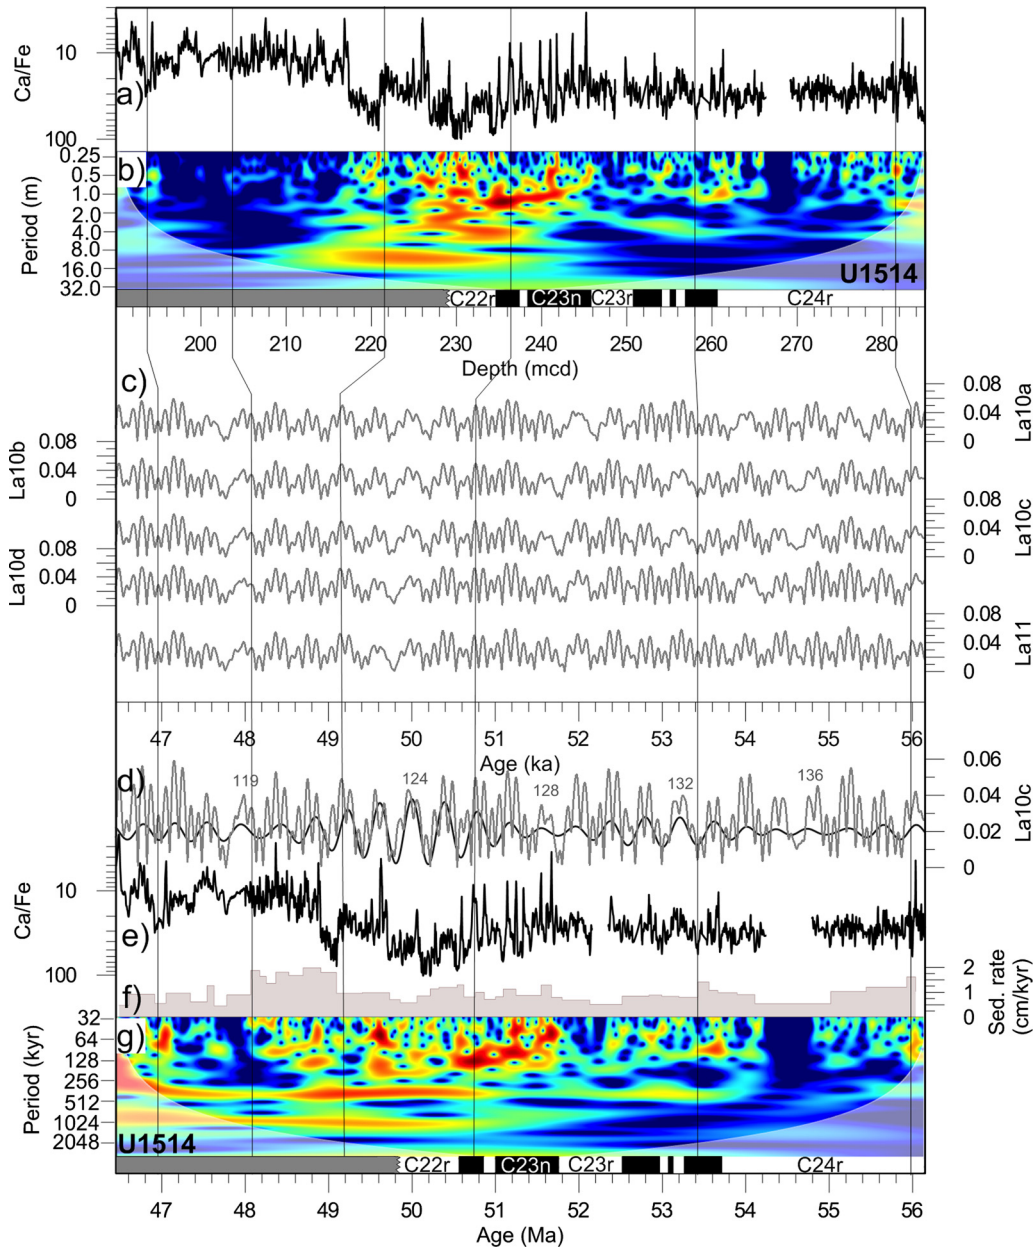 Ca/Fe
10
100
a)
Period (m)
0.25
0.5
1.0
2.0
4.0
8.0
16.0
32.0
b)
U1514
C22r
C23n
C23r
C24r
200 210 220 230 240 250 260 270 280
Depth (mcd)
c)
0.08
0.04
0
La10a
La10b
0.08
0.04
0
0.08
0.04
0
La10c
La10d
0.08
0.04
0
0.08
0.04
0
La11
47 48 49 50 51 52 53 54 55 56
Age (ka)
d)
119
124
128
132
136
0.06
0.04
0.02
0
La10c
Ca/Fe
10
100
e)
f)
2
1
0
Sed. rate
(cm/kyr)
Period (kyr)
32
64
128
256
512
1024
2048
g)
U1514
C22r
C23n
C23r
C24r
47 48 49 50 51 52 53 54 55 56
Age (Ma)